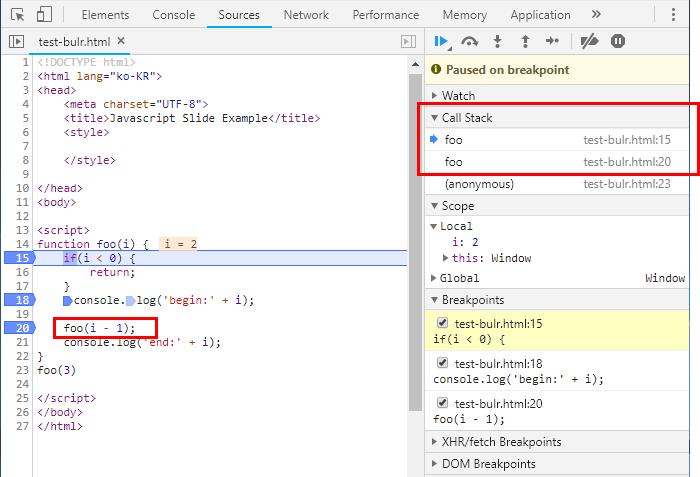 Elements Console Sources Network Performance Memory Application »
test-bulr.html ×
1 <!DOCTYPE html>
2 <html lang="ko-KR">
3 <head>
4 <meta charset="UTF-8">
5 <title>Javascript Slide Example</title>
6 <style>
7
8 </style>
9
10 </head>
11 <body>
12
13 <script>
14 function foo(i) { i = 2
15 if(i < 0) {
16 return;
17 }
18 console.log('begin:' + i);
19
20 foo(i - 1);
21 console.log('end:' + i);
22 }
23 foo(3)
24
25 </script>
26 </body>
27 </html>
Paused on breakpoint
Watch
Call Stack
foo test-bulr.html:15
foo test-bulr.html:20
(anonymous) test-bulr.html:23
Scope
Local
i: 2
this: Window
Global Window
Breakpoints
test-bulr.html:15
if(i < 0) {
test-bulr.html:18
console.log('begin:' + i);
test-bulr.html:20
foo(i - 1);
XHR/fetch Breakpoints
DOM Breakpoints